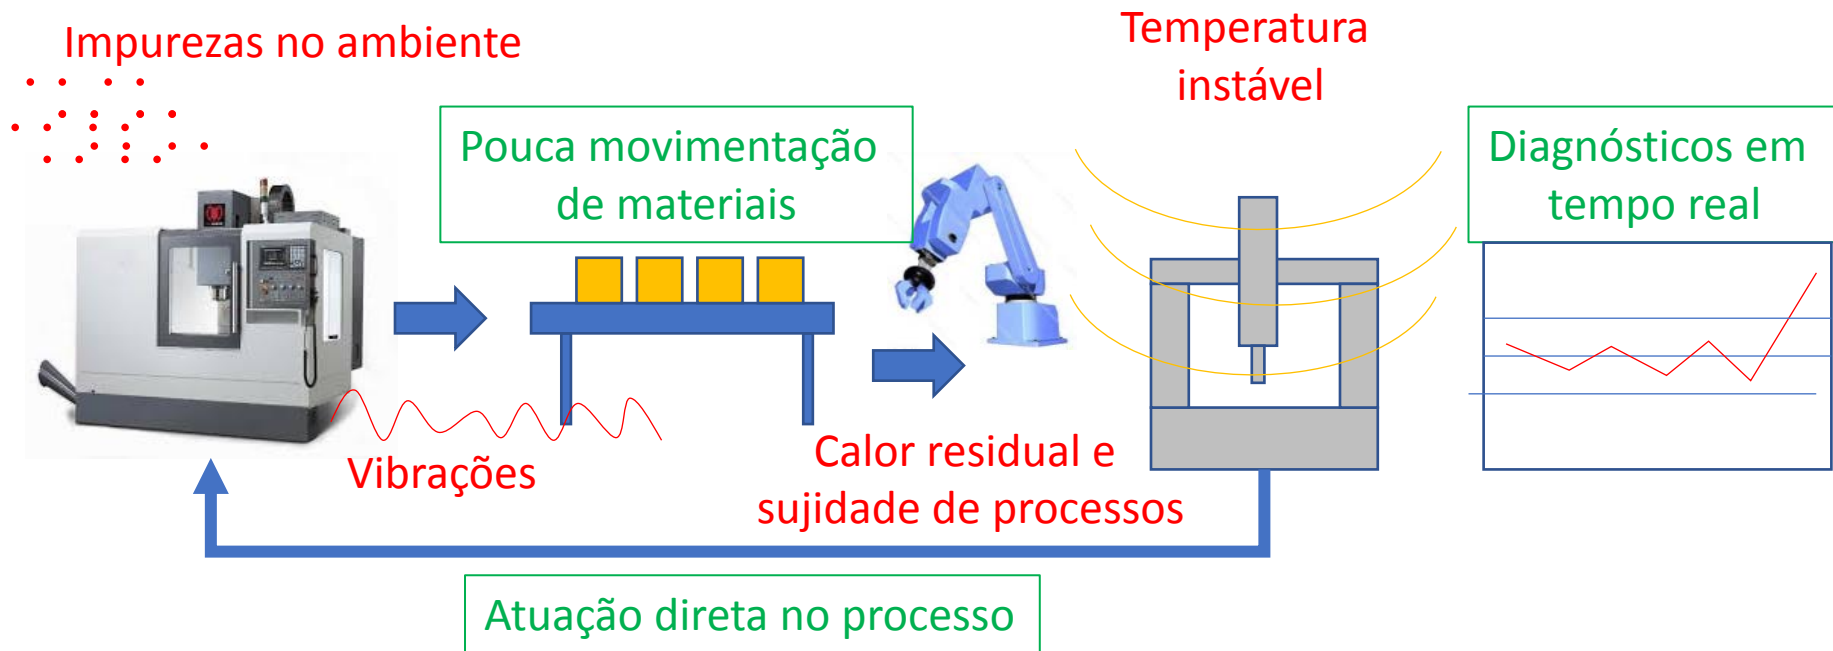 Impurezas no ambiente
Temperatura
instável
Pouca movimentação
de materiais
Diagnósticos em
tempo real
Vibrações
Calor residual e
sujidade de processos
Atuação direta no processo